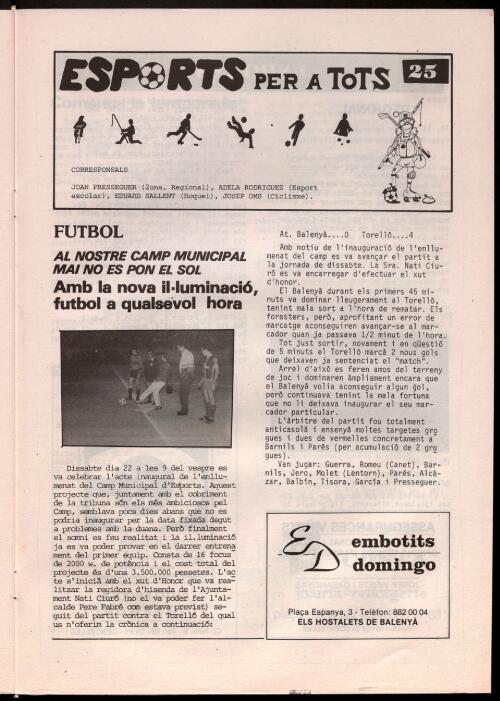 ESPORTS PER A TOTS 25
CORRESPONSALS
JOAN PRESSEGUER (Zona. Regional), ADELA RODRIGUEZ (Esport
escolar), EDUARD SALLENT (Hoquei), JOSEP OMS (Ciclisme).
FUTBOL
AL NOSTRE CAMP MUNICIPAL
MAI NO ES PON EL SOL
Amb la nova il·luminació,
futbol a qualsevol hora
Dissabte dia 22 a les 9 del vespre es
va celebrar l'acte inaugural de l'enllu-
menat del Camp Municipal d'Esports. Aquest
projecte que, juntament amb el cobriment
de la tribuna són els més ambiciosos pel
Camp, semblava pocs dies abans que no es
podria inaugurar per la data fixada degut
a problemes amb la duana. Però finalment
el somni es feu realitat i la il.luminació
ja es va poder provar en el darrer entrena
ment del primer équip. Consta de 16 focus
de 2000 w. de potència i el cost total del
projecte és d'una 3.500.000 pessetes. L'ac
te s'inicià amb el xut d'Honor que va rea-
litzar la regidora d'hisenda de l'Ajunta-
ment Nati Ciurō (no el va poder fer l'al-
calde Pere Fabré com estava previst) se-
guit del partit contra el Torelló del qual
us n'oferim la crònica a continuació:
At. Balenyà....0 Torelló....4
Amb motiu de l'inauguració de l'enllu-
menat del camp es va avançar el partit a
la jornada de dissabte. La Sra. Nati Ciu-
rō es va encarregar d'efectuar el xut
d'honor.
El Balenyà durant els primers 45 mi-
nuts va dominar lleugerament al Torelló,
tenint mala sort a l'hora de rematar. Els
forasters, però, aprofitant un error de
marcatge aconseguiren avançar-se al mar-
cador quan ja passava 1/2 minut de l'hora.
Tot just sortir, novament i en qüestió
de 5 minuts el Torelló marcà 2 nous gols
que deixaven ja sentenciat el "match".
Arrel d'això es feren amos del terreny
de joc i dominaren àmpliament encara que
el Balenyà volia aconseguir algun gol,
però continuava tenint la mala fortuna
que no li deixava inaugurar el seu mar-
cador particular.
L'àrbitre del partit fou totalment
anticasolà i ensenyà moltes targetes gro
gues i dues de vermelles concretament a
Barnils i Parés (per acumulació de 2 gro
gues).
Van jugar: Guerra, Romeu (Canet), Bar-
nils, Jero, Molet (Lentorn), Parés, Alcà-
zar, Balbin, Tisora, García i Presseguer.
ED embotits
domingo
Plaça Espanya, 3 - Telèfon: 882 00 04
ELS HOSTALETS DE BALENYÀ